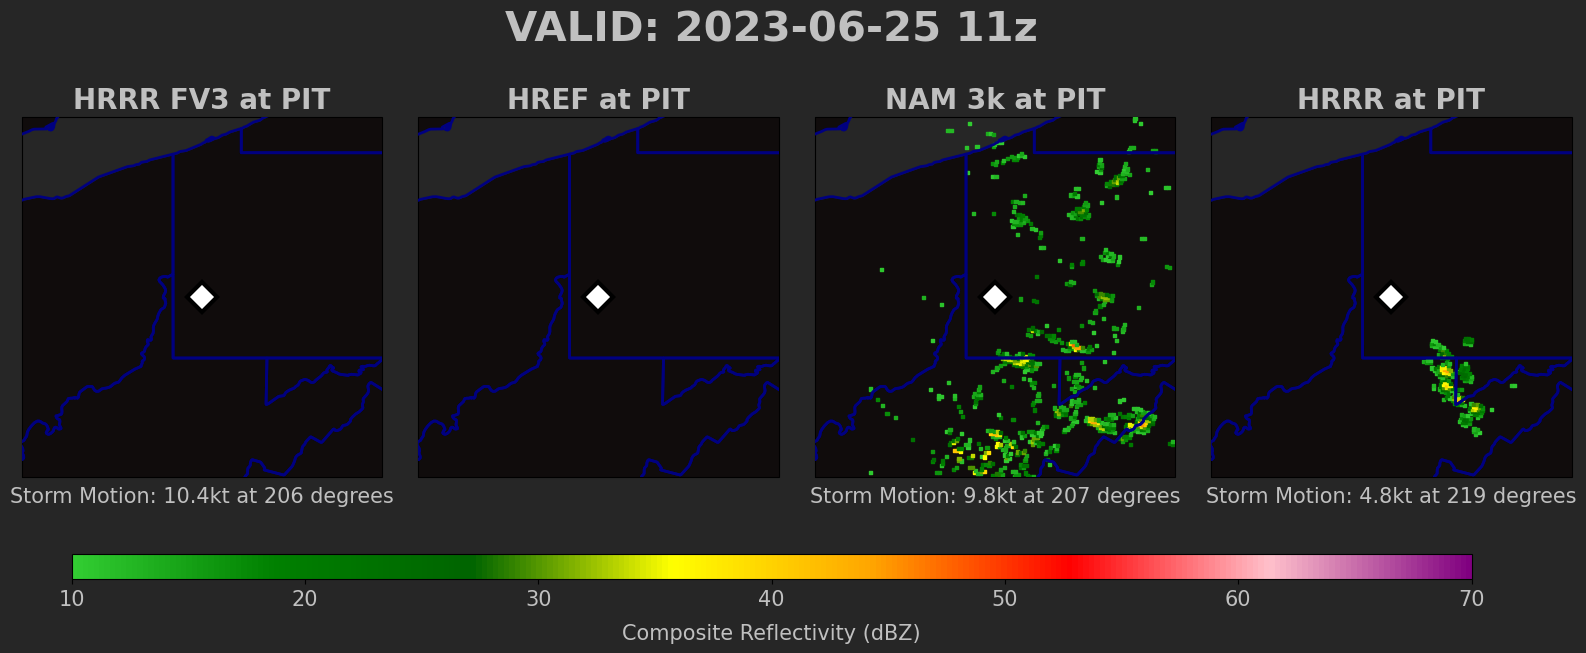 VALID: 2023-06-25 11z
HRRR FV3 at PIT
HREF at PIT
NAM 3k at PIT
HRRR at PIT
Storm Motion: 10.4kt at 206 degrees
Storm Motion: 9.8kt at 207 degrees
Storm Motion: 4.8kt at 219 degrees
10 20 30 40 50 60 70
Composite Reflectivity (dBZ)